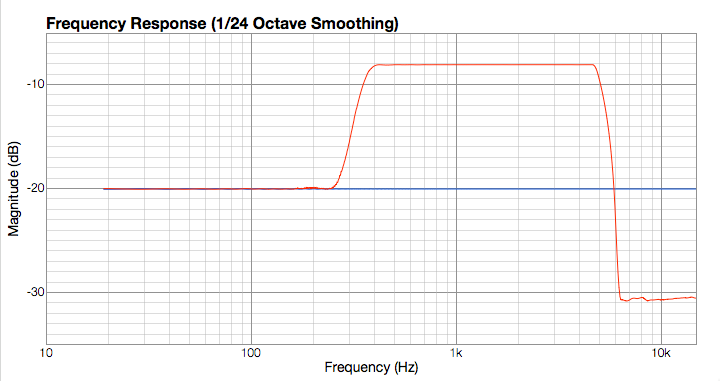 Frequency Response (1/24 Octave Smoothing)
Magnitude (dB)
-10
-20
-30
10 100 1k 10k
Frequency (Hz)